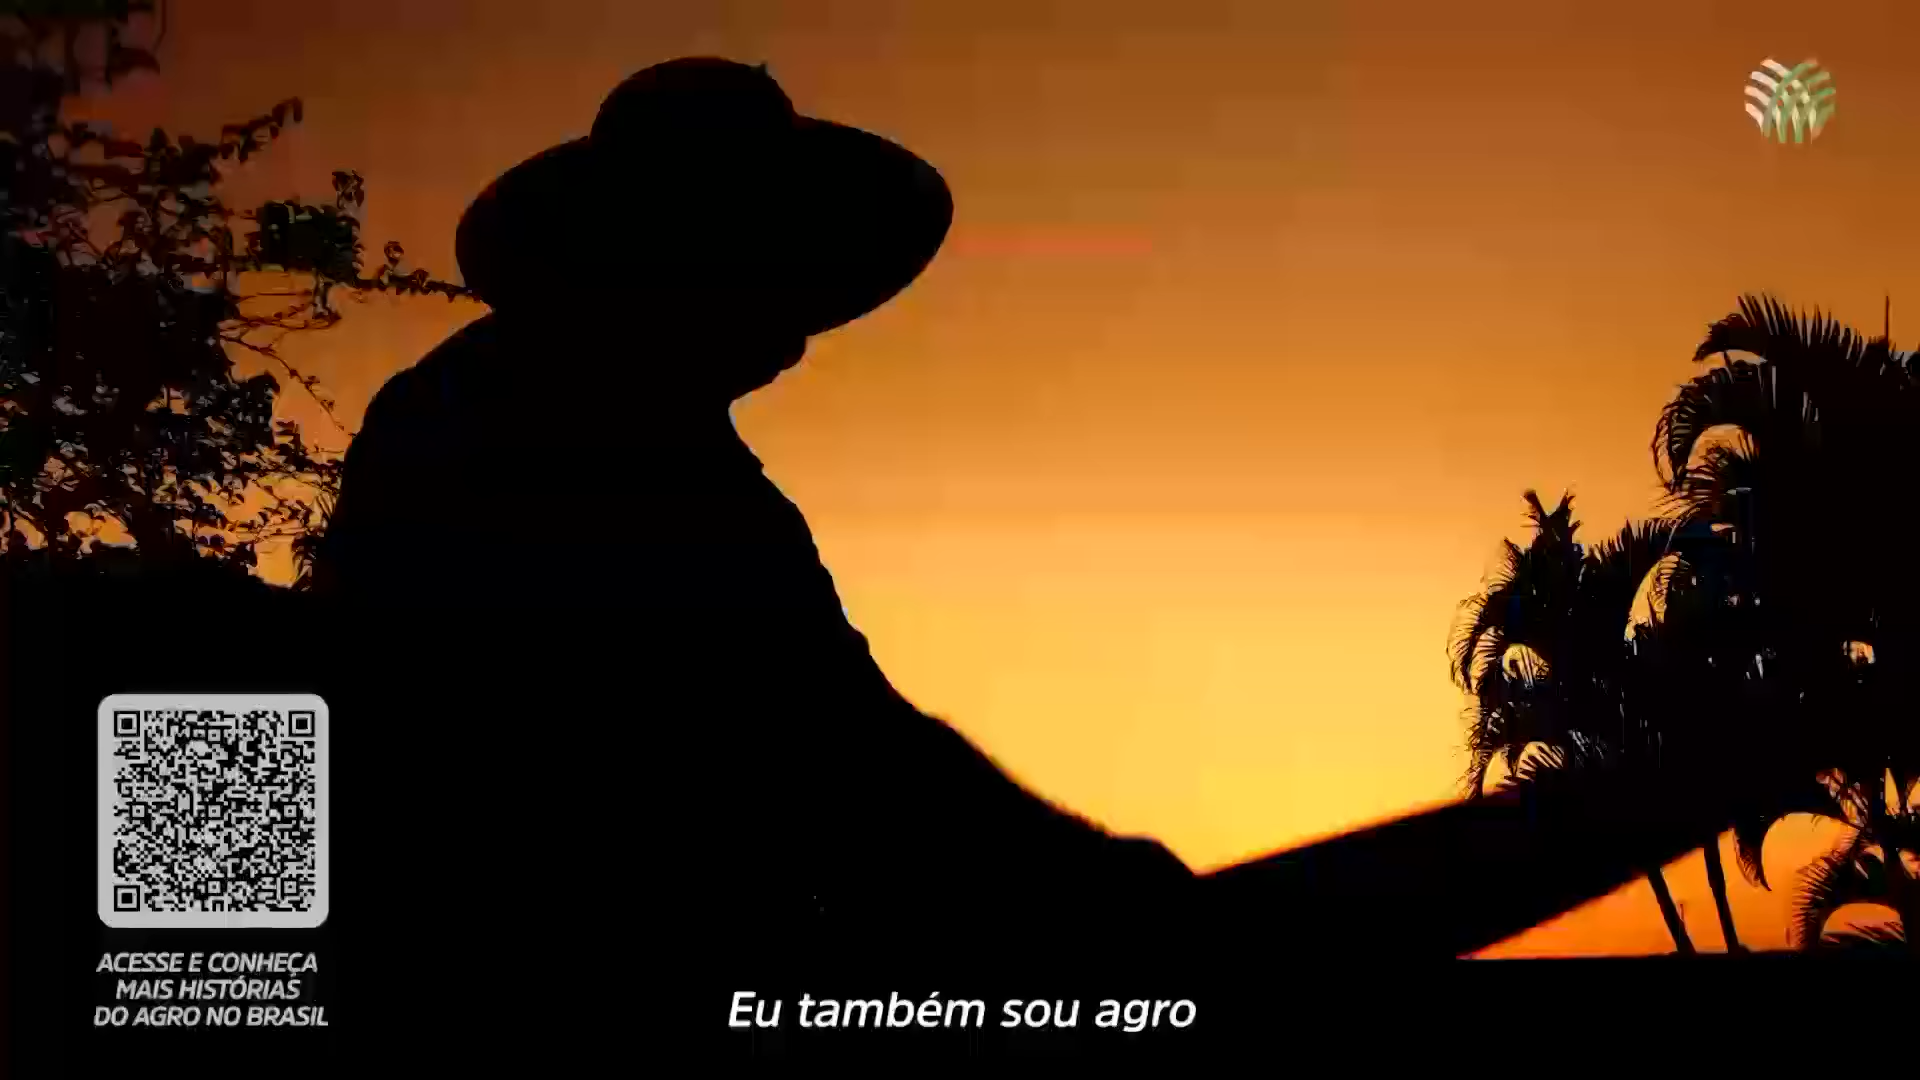 ACESSE E CONHEÇA
MAIS HISTÓRIAS
DO AGRO NO BRASIL
Eu também sou agro